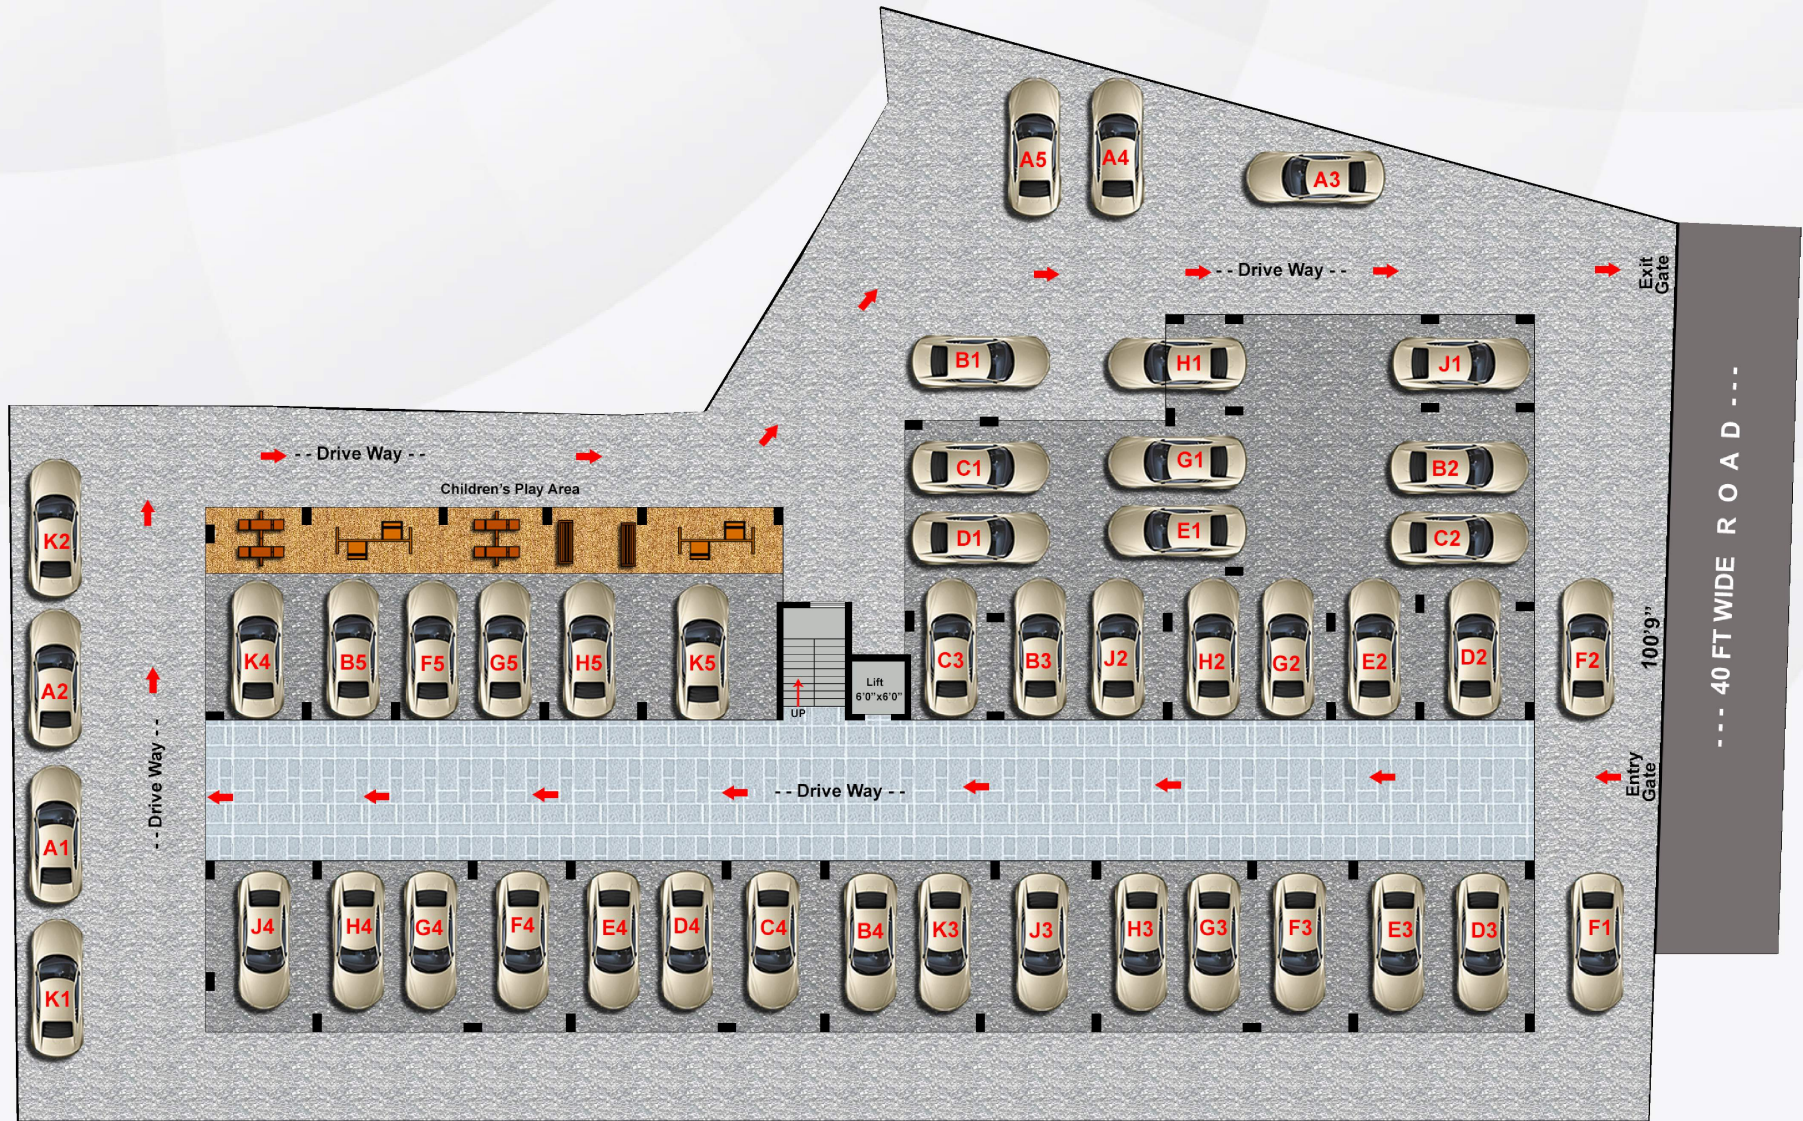 A5
A4
A3
- - Drive Way - -
Exit
Gate
B1
H1
J1
- - Drive Way - -
C1
G1
B2
Children's Play Area
K2
D1
E1
C2
--- 40 FT WIDE R O A D ---
K4
B5
F5
G5
H5
K5
Lift
6'0"x6'0"
UP
C3
B3
J2
H2
G2
E2
D2
F2
100'9''
A2
- - Drive Way - -
- - Drive Way - -
Entry
Gate
A1
J4
H4
G4
F4
E4
D4
C4
B4
K3
J3
H3
G3
F3
E3
D3
F1
K1